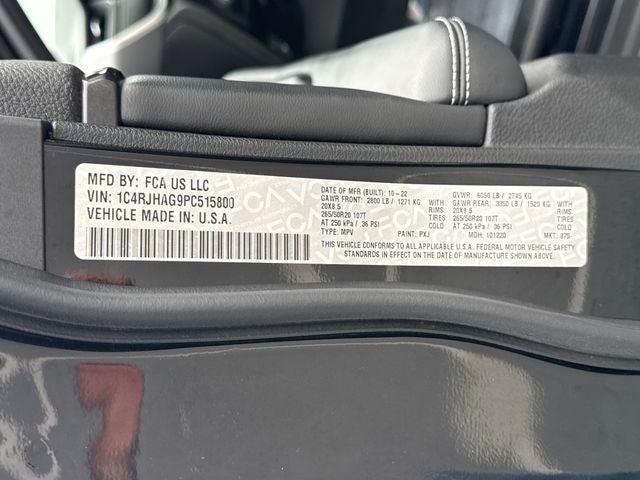 MFD BY: FCA US LLC
VIN: 1C4RJHAG9PC515800
VEHICLE MADE IN U.S.A.
DATE OF MFR (BUILT): 10-22 GVWR: 6050 LB / 2745 KG
GAWR FRONT: 2800 LB / 1271 KG WITH GAWR REAR: 3350 LB / 1520 KG WITH
20X8.5 RIMS 20X8.5 RIMS
265/50R20 107T TIRES 265/50R20 107T TIRES
AT 250 kPa / 36 PSI COLD AT 250 kPa / 36 PSI COLD
TYPE: MPV PAINT: PXJ MDH: 101220 MKT: 875
THIS VEHICLE CONFORMS TO ALL APPLICABLE U.S.A. FEDERAL MOTOR VEHICLE SAFETY
STANDARDS IN EFFECT ON THE DATE OF MANUFACTURE SHOWN ABOVE.